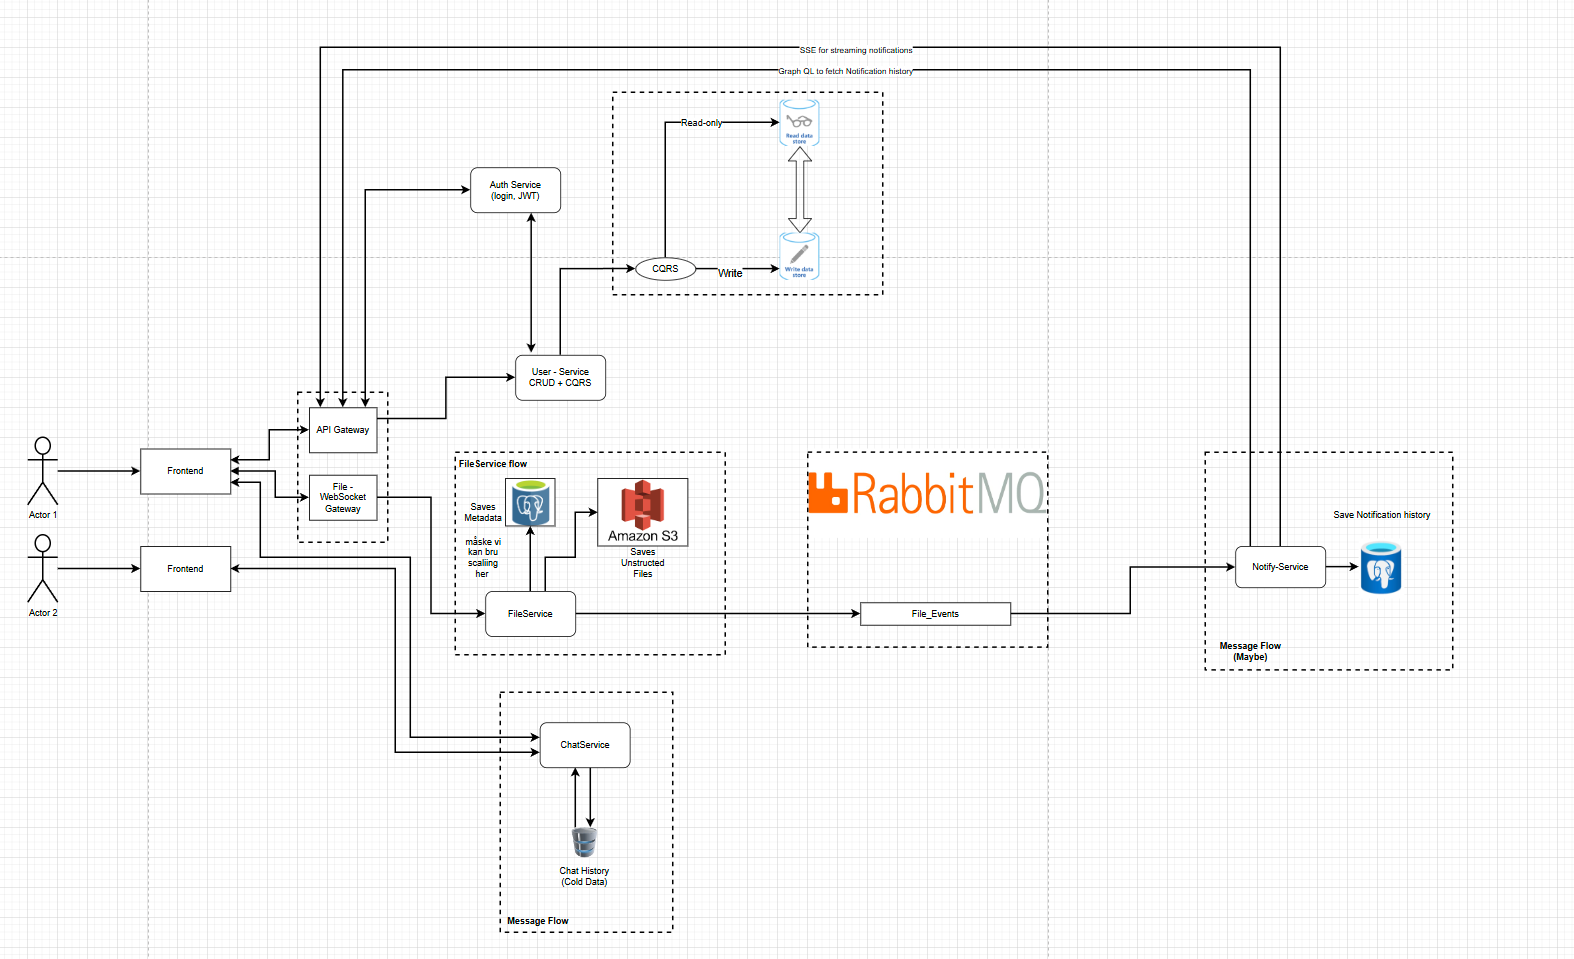 SSE for streaming notifications
Graph QL to fetch Notification history
Read-only
Read data
store
Auth Service
(login, JWT)
CQRS
Write
Write data
store
User - Service
CRUD + CQRS
API Gateway
Actor 1
Frontend
File -
WebSocket
Gateway
Actor 2
Frontend
FileService flow
Saves
Metadata
måske vi
kan bru
scaliing
her
Amazon S3
Saves
Unstructed
Files
FileService
RabbitMQ
File_Events
Save Notification history
Notify-Service
Message Flow
(Maybe)
ChatService
Chat History
(Cold Data)
Message Flow